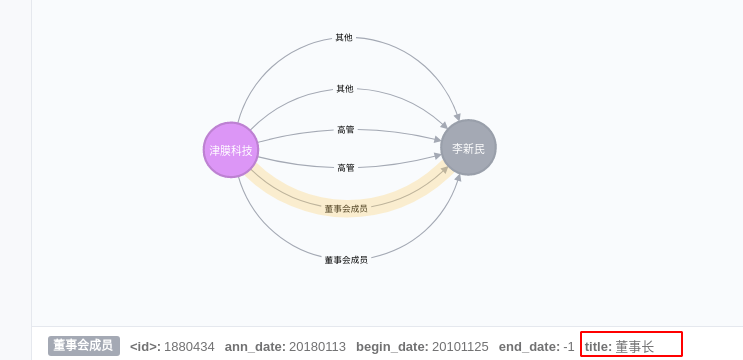 其他
其他
高管
津膜科技
李新民
高管
董事会成员
董事会成员
董事会成员 <id>: 1880434 ann_date: 20180113 begin_date: 20101125 end_date: -1 title: 董事长